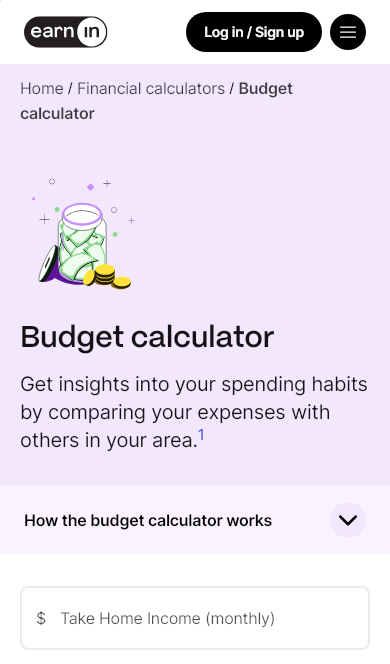 earnin
Log in / Sign up
Home / Financial calculators / Budget
calculator
Budget calculator
Get insights into your spending habits
by comparing your expenses with
others in your area.1
How the budget calculator works
$ Take Home Income (monthly)